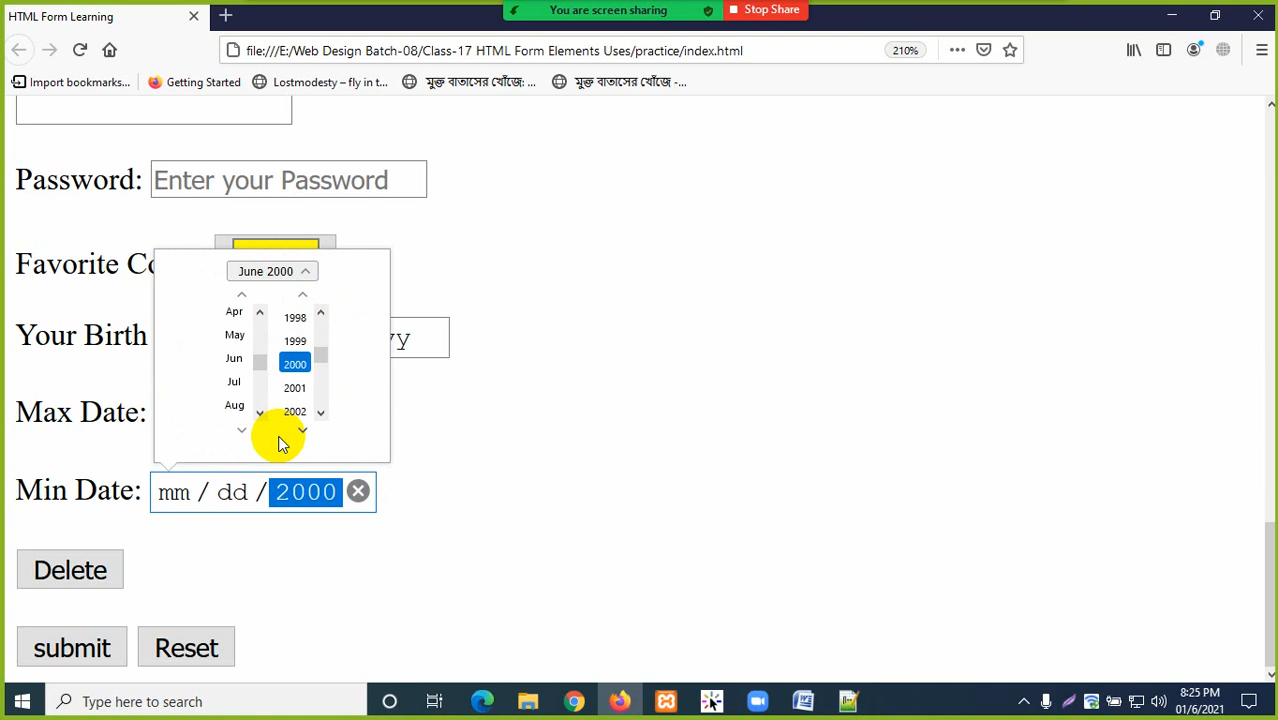 You are screen sharing Stop Share
HTML Form Learning
file:///E:/Web Design Batch-08/Class-17 HTML Form Elements Uses/practice/index.html 210%
Import bookmarks... Getting Started Lostmodesty – fly in t... মুক্ত বাতাসের খোঁজে: ... মুক্ত বাতাসের খোঁজে -...
Password: Enter your Password
Favorite Co
June 2000
Apr 1998
May 1999
Jun 2000
Jul 2001
Aug 2002
Your Birth yy
Max Date:
Min Date: mm / dd / 2000
Delete
submit Reset
Type here to search
8:25 PM
01/6/2021